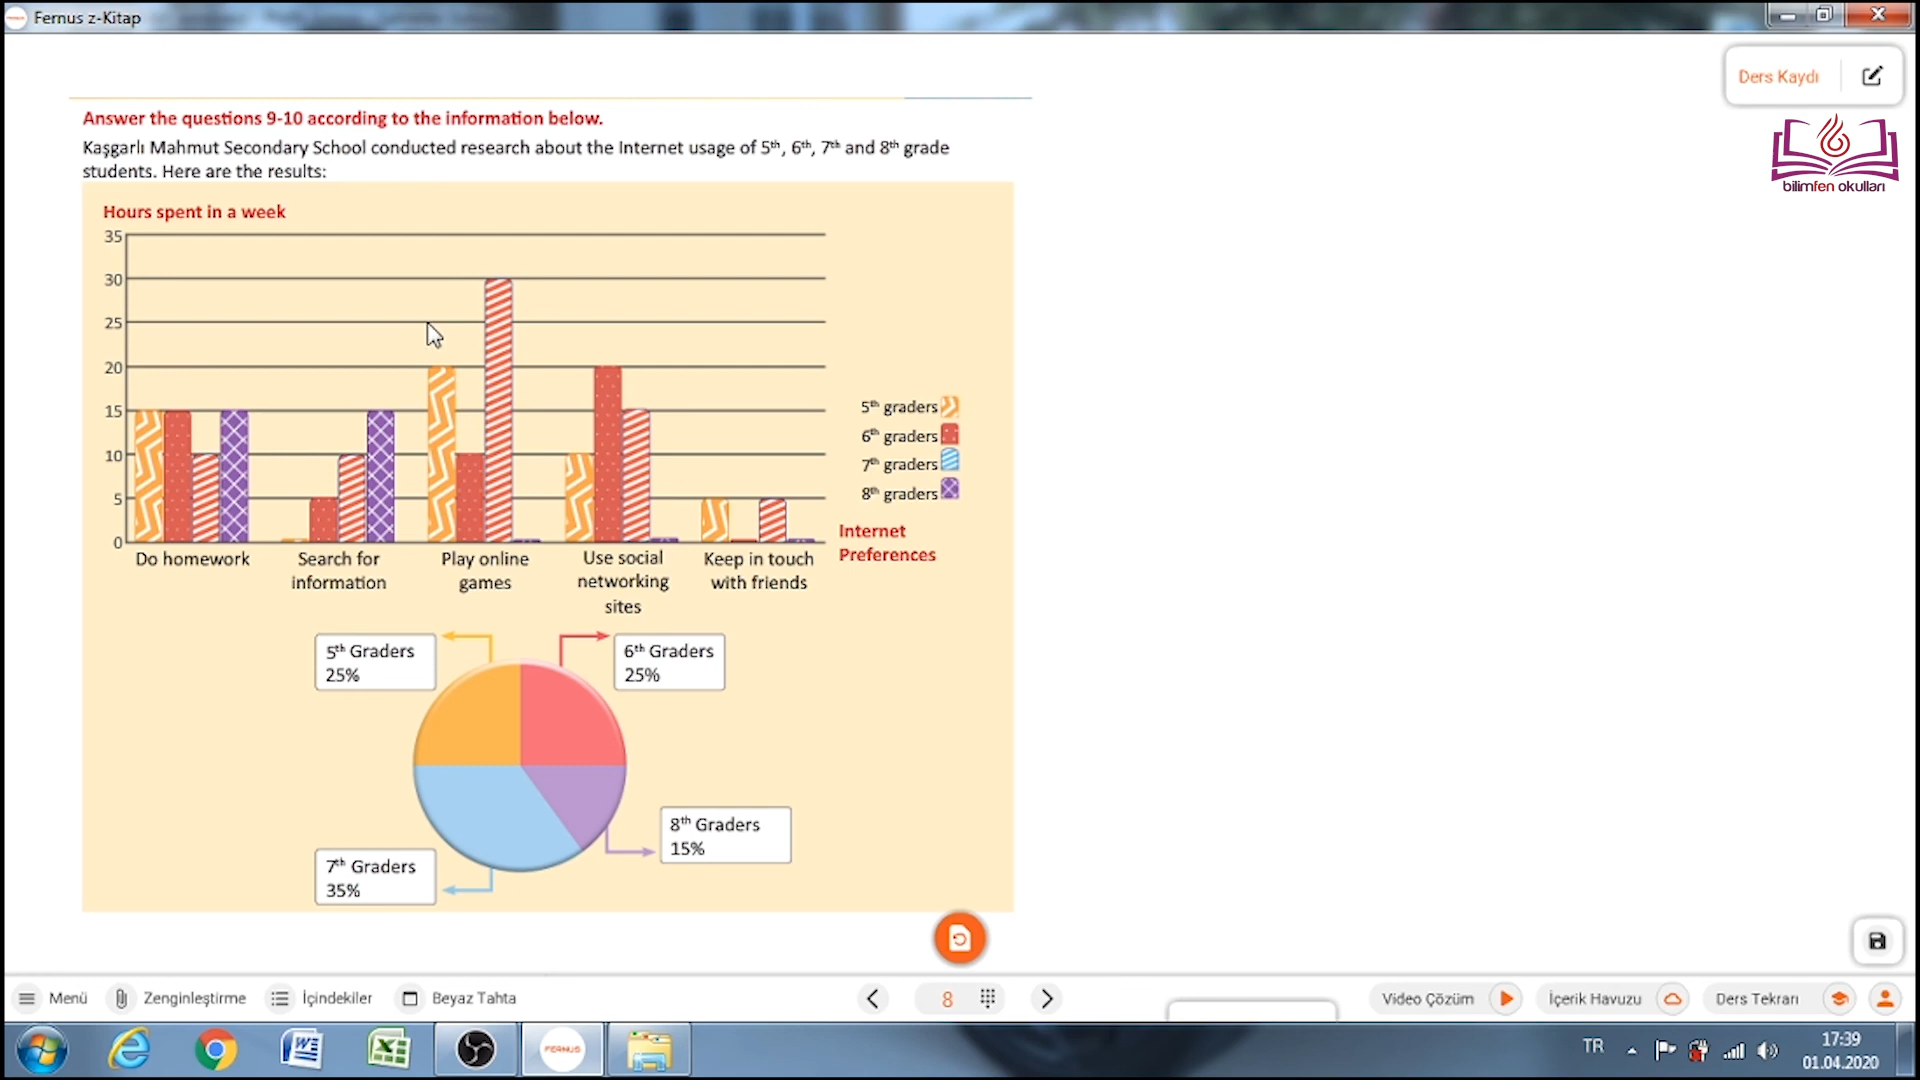 Fernus z-Kitap
Ders Kaydı
bilimfen okulları
Answer the questions 9-10 according to the information below.
Kaşgarlı Mahmut Secondary School conducted research about the Internet usage of 5th, 6th, 7th and 8th grade
students. Here are the results:
Hours spent in a week
35
30
25
20
15
10
5
0
Do homework
Search for
information
Play online
games
Use social
networking
sites
Keep in touch
with friends
5th graders
6th graders
7th graders
8th graders
Internet
Preferences
5th Graders
25%
6th Graders
25%
8th Graders
15%
7th Graders
35%
Menü
Zenginleştirme
İçindekiler
Beyaz Tahta
8
Video Çözüm
İçerik Havuzu
Ders Tekrarı
FERNUS
TR
17:39
01.04.2020